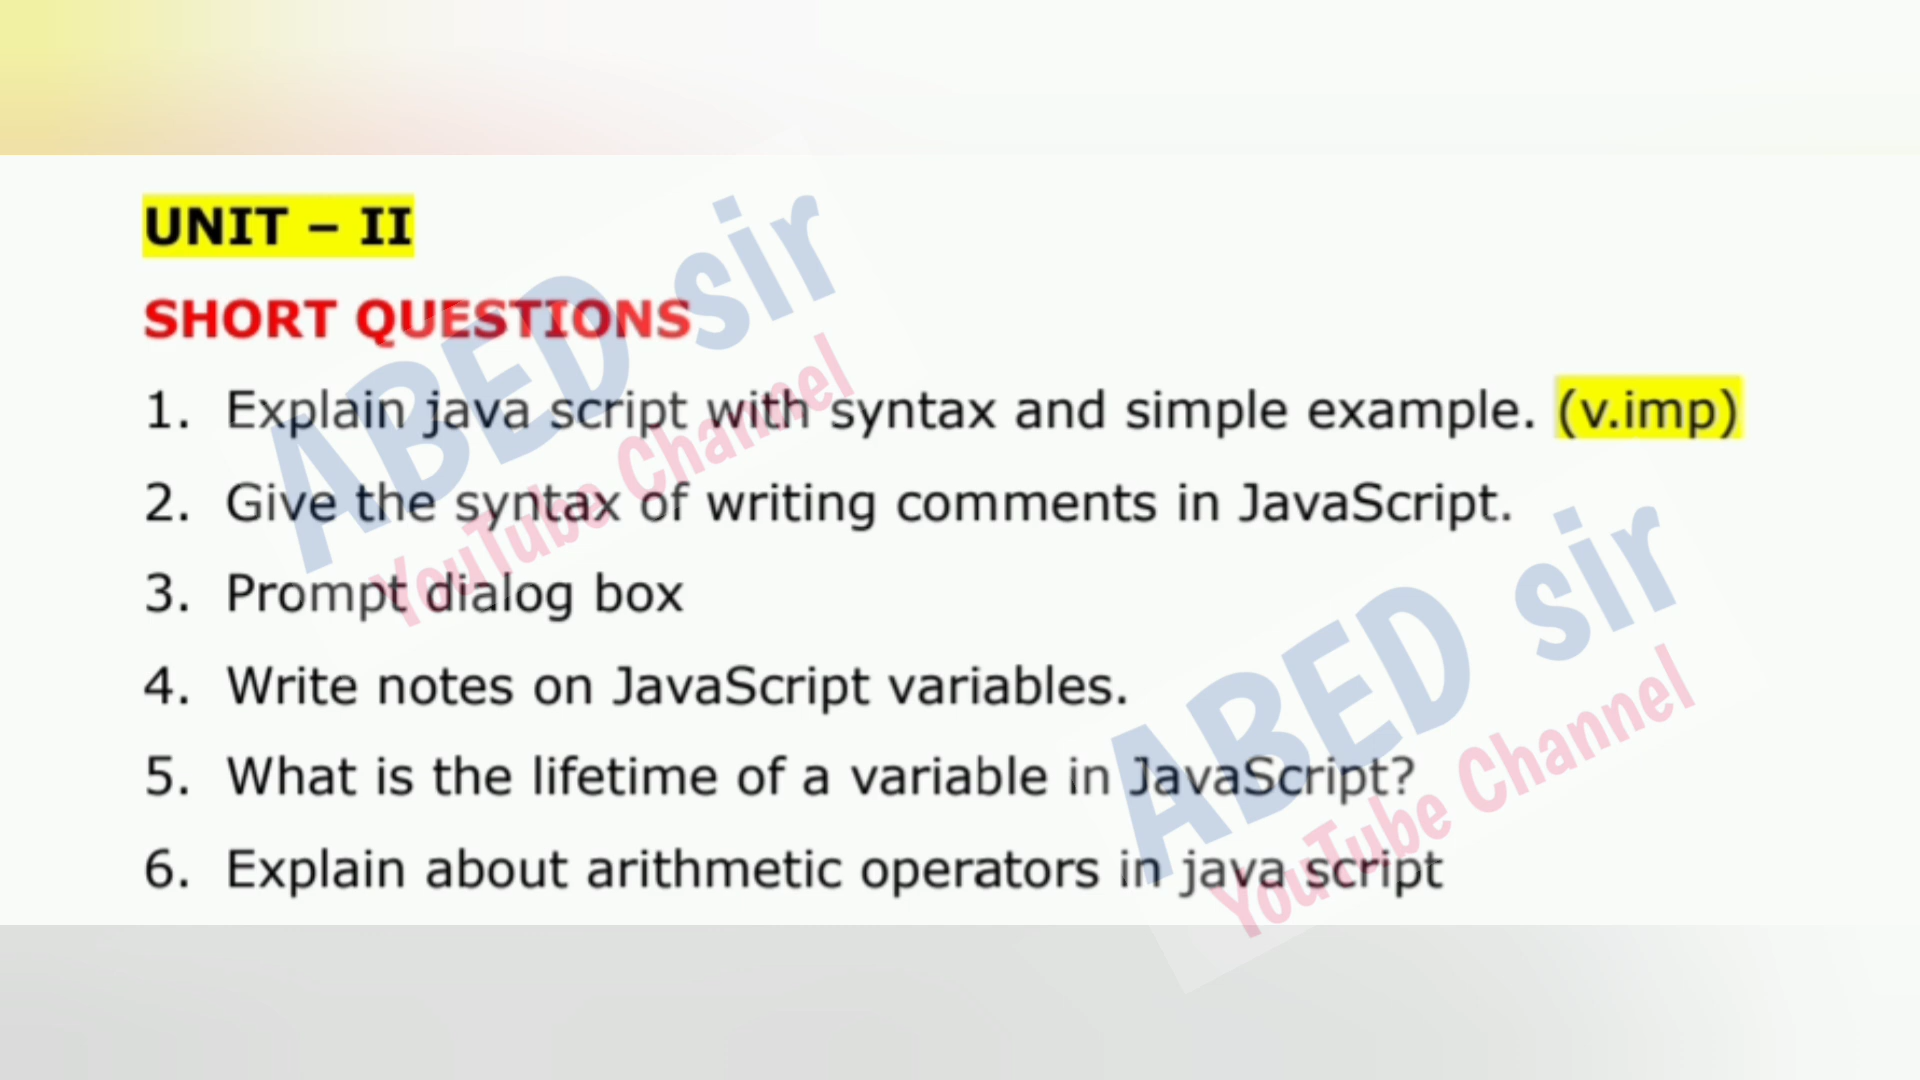 UNIT – II
SHORT QUESTIONS
1. Explain java script with syntax and simple example. (v.imp)
2. Give the syntax of writing comments in JavaScript.
3. Prompt dialog box
4. Write notes on JavaScript variables.
5. What is the lifetime of a variable in JavaScript?
6. Explain about arithmetic operators in java script
ABED sir
YouTube Channel
ABED sir
YouTube Channel